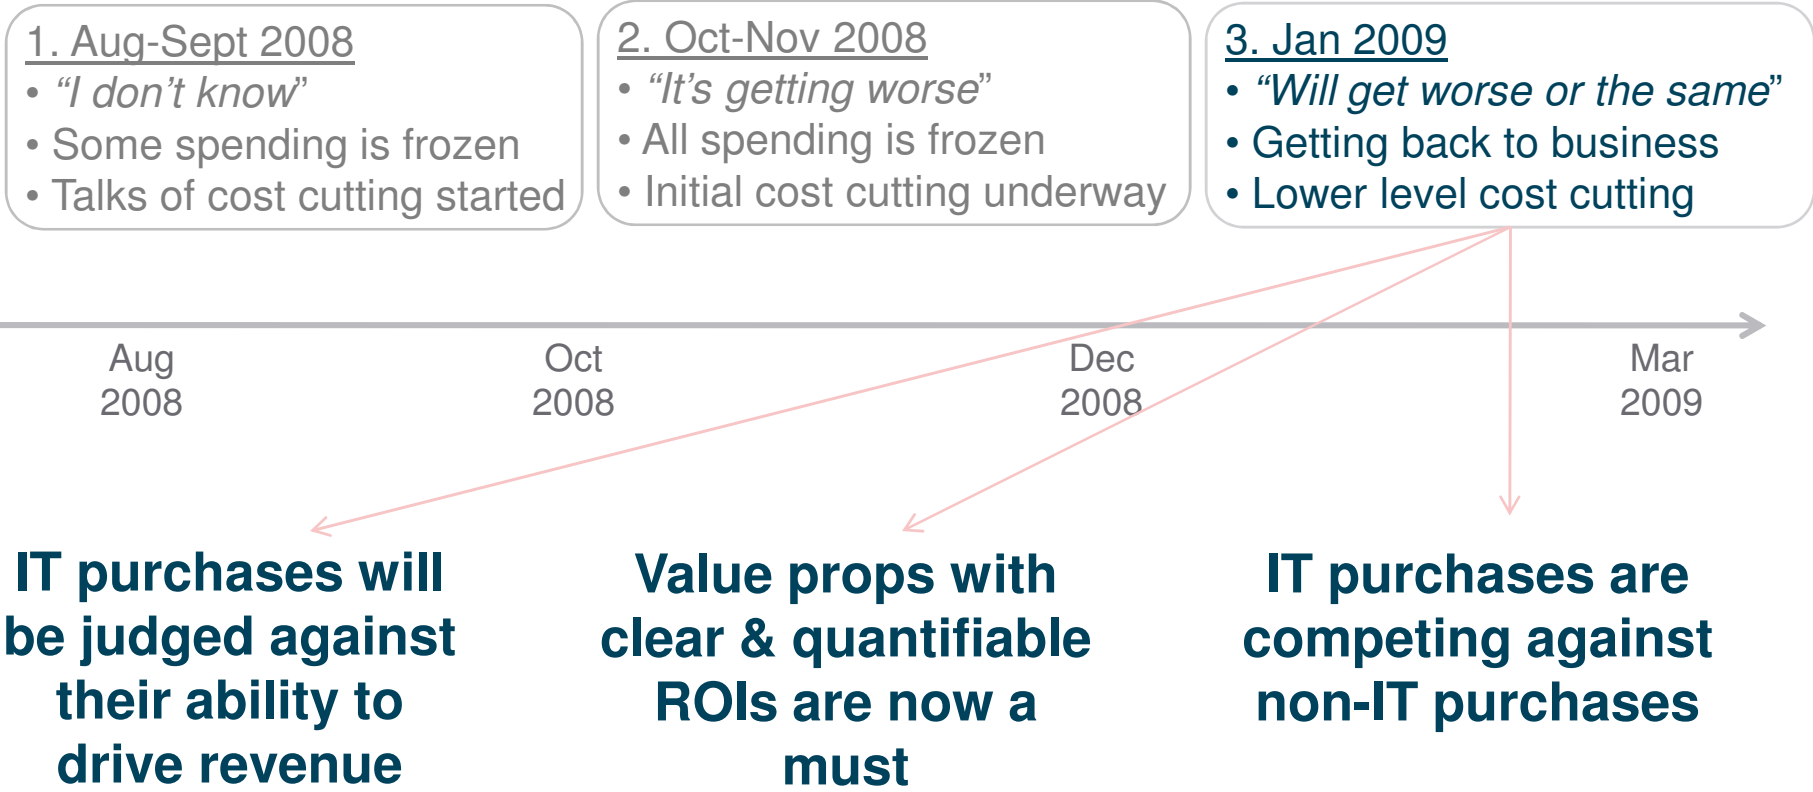 1. Aug-Sept 2008
• “I don’t know”
• Some spending is frozen
• Talks of cost cutting started
2. Oct-Nov 2008
• “It’s getting worse”
• All spending is frozen
• Initial cost cutting underway
3. Jan 2009
• “Will get worse or the same”
• Getting back to business
• Lower level cost cutting
Aug
2008
Oct
2008
Dec
2008
Mar
2009
IT purchases will
be judged against
their ability to
drive revenue
Value props with
clear & quantifiable
ROIs are now a
must
IT purchases are
competing against
non-IT purchases